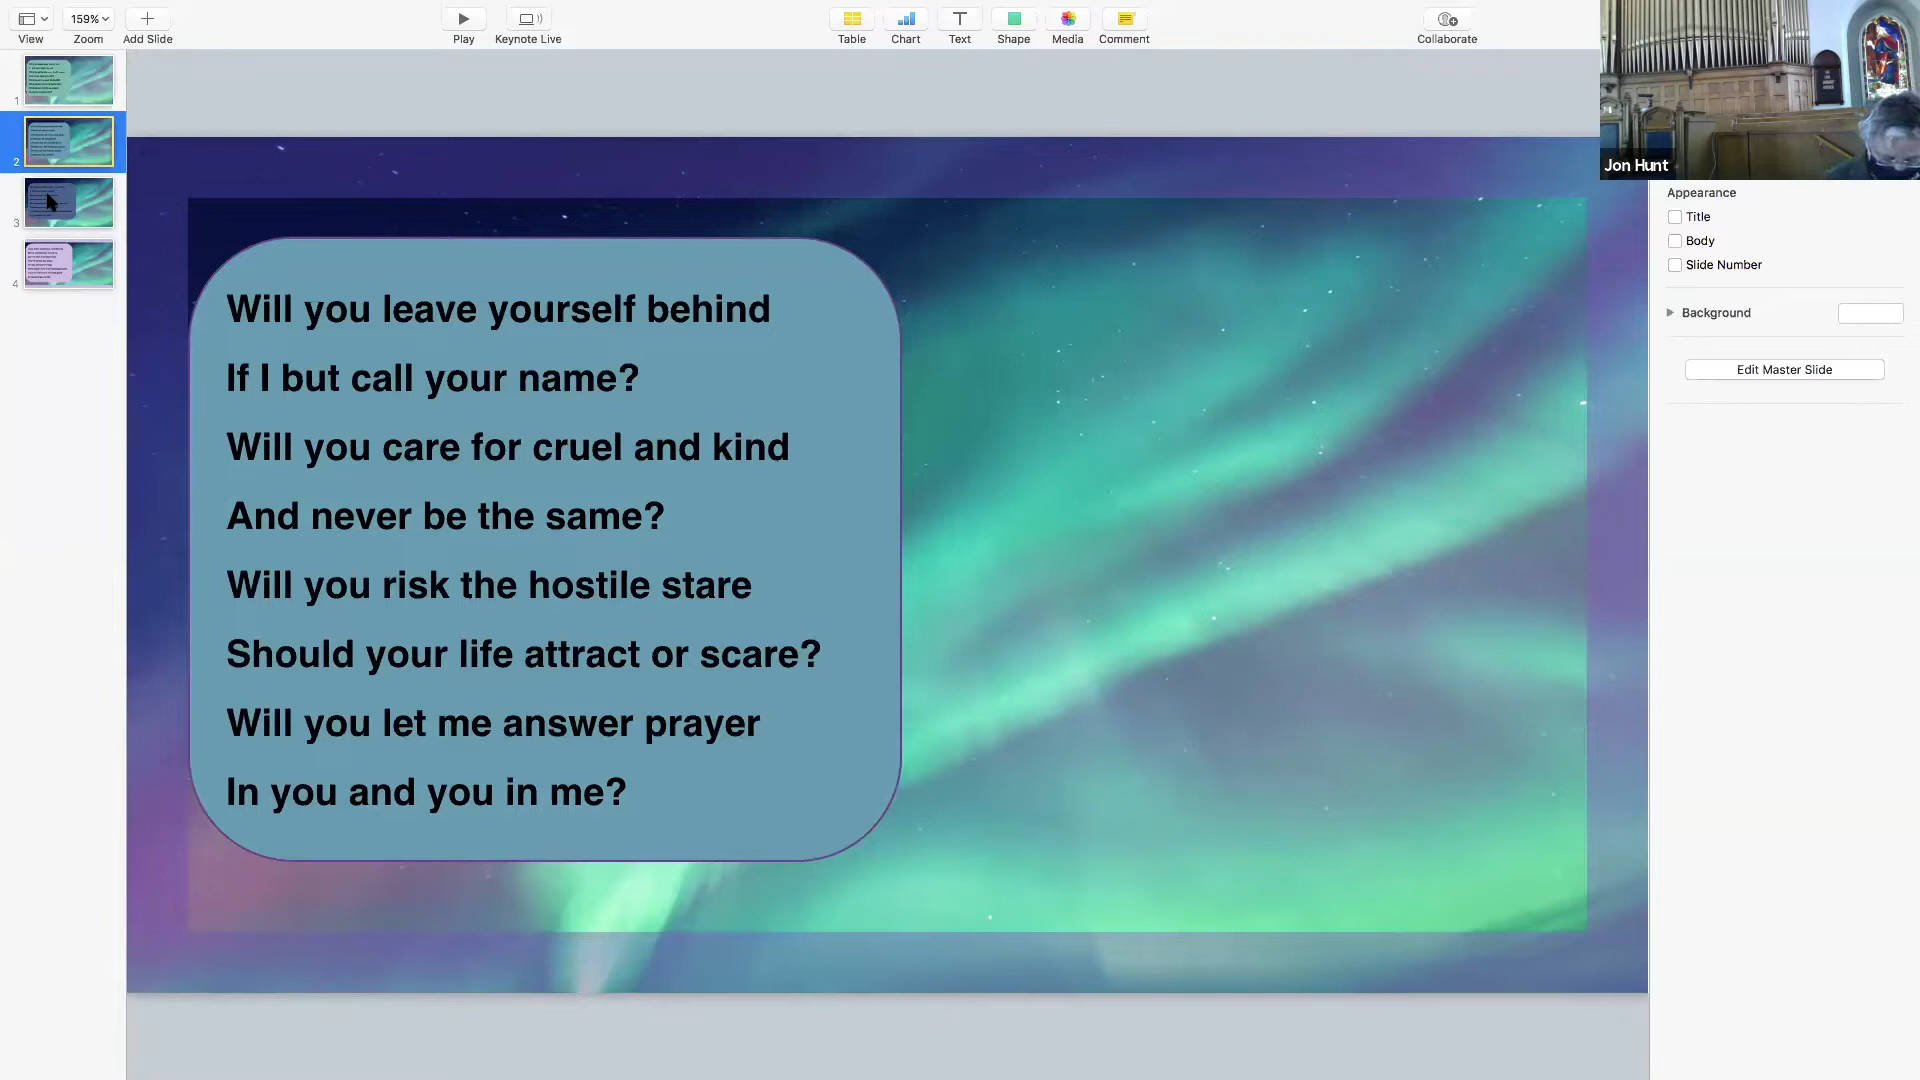 View
159%
Zoom
Add Slide
Play
Keynote Live
Table
Chart
Text
Shape
Media
Comment
Collaborate
Jon Hunt
1
2
3
4
Will you leave yourself behind
If I but call your name?
Will you care for cruel and kind
And never be the same?
Will you risk the hostile stare
Should your life attract or scare?
Will you let me answer prayer
In you and you in me?
Appearance
Title
Body
Slide Number
Background
Edit Master Slide